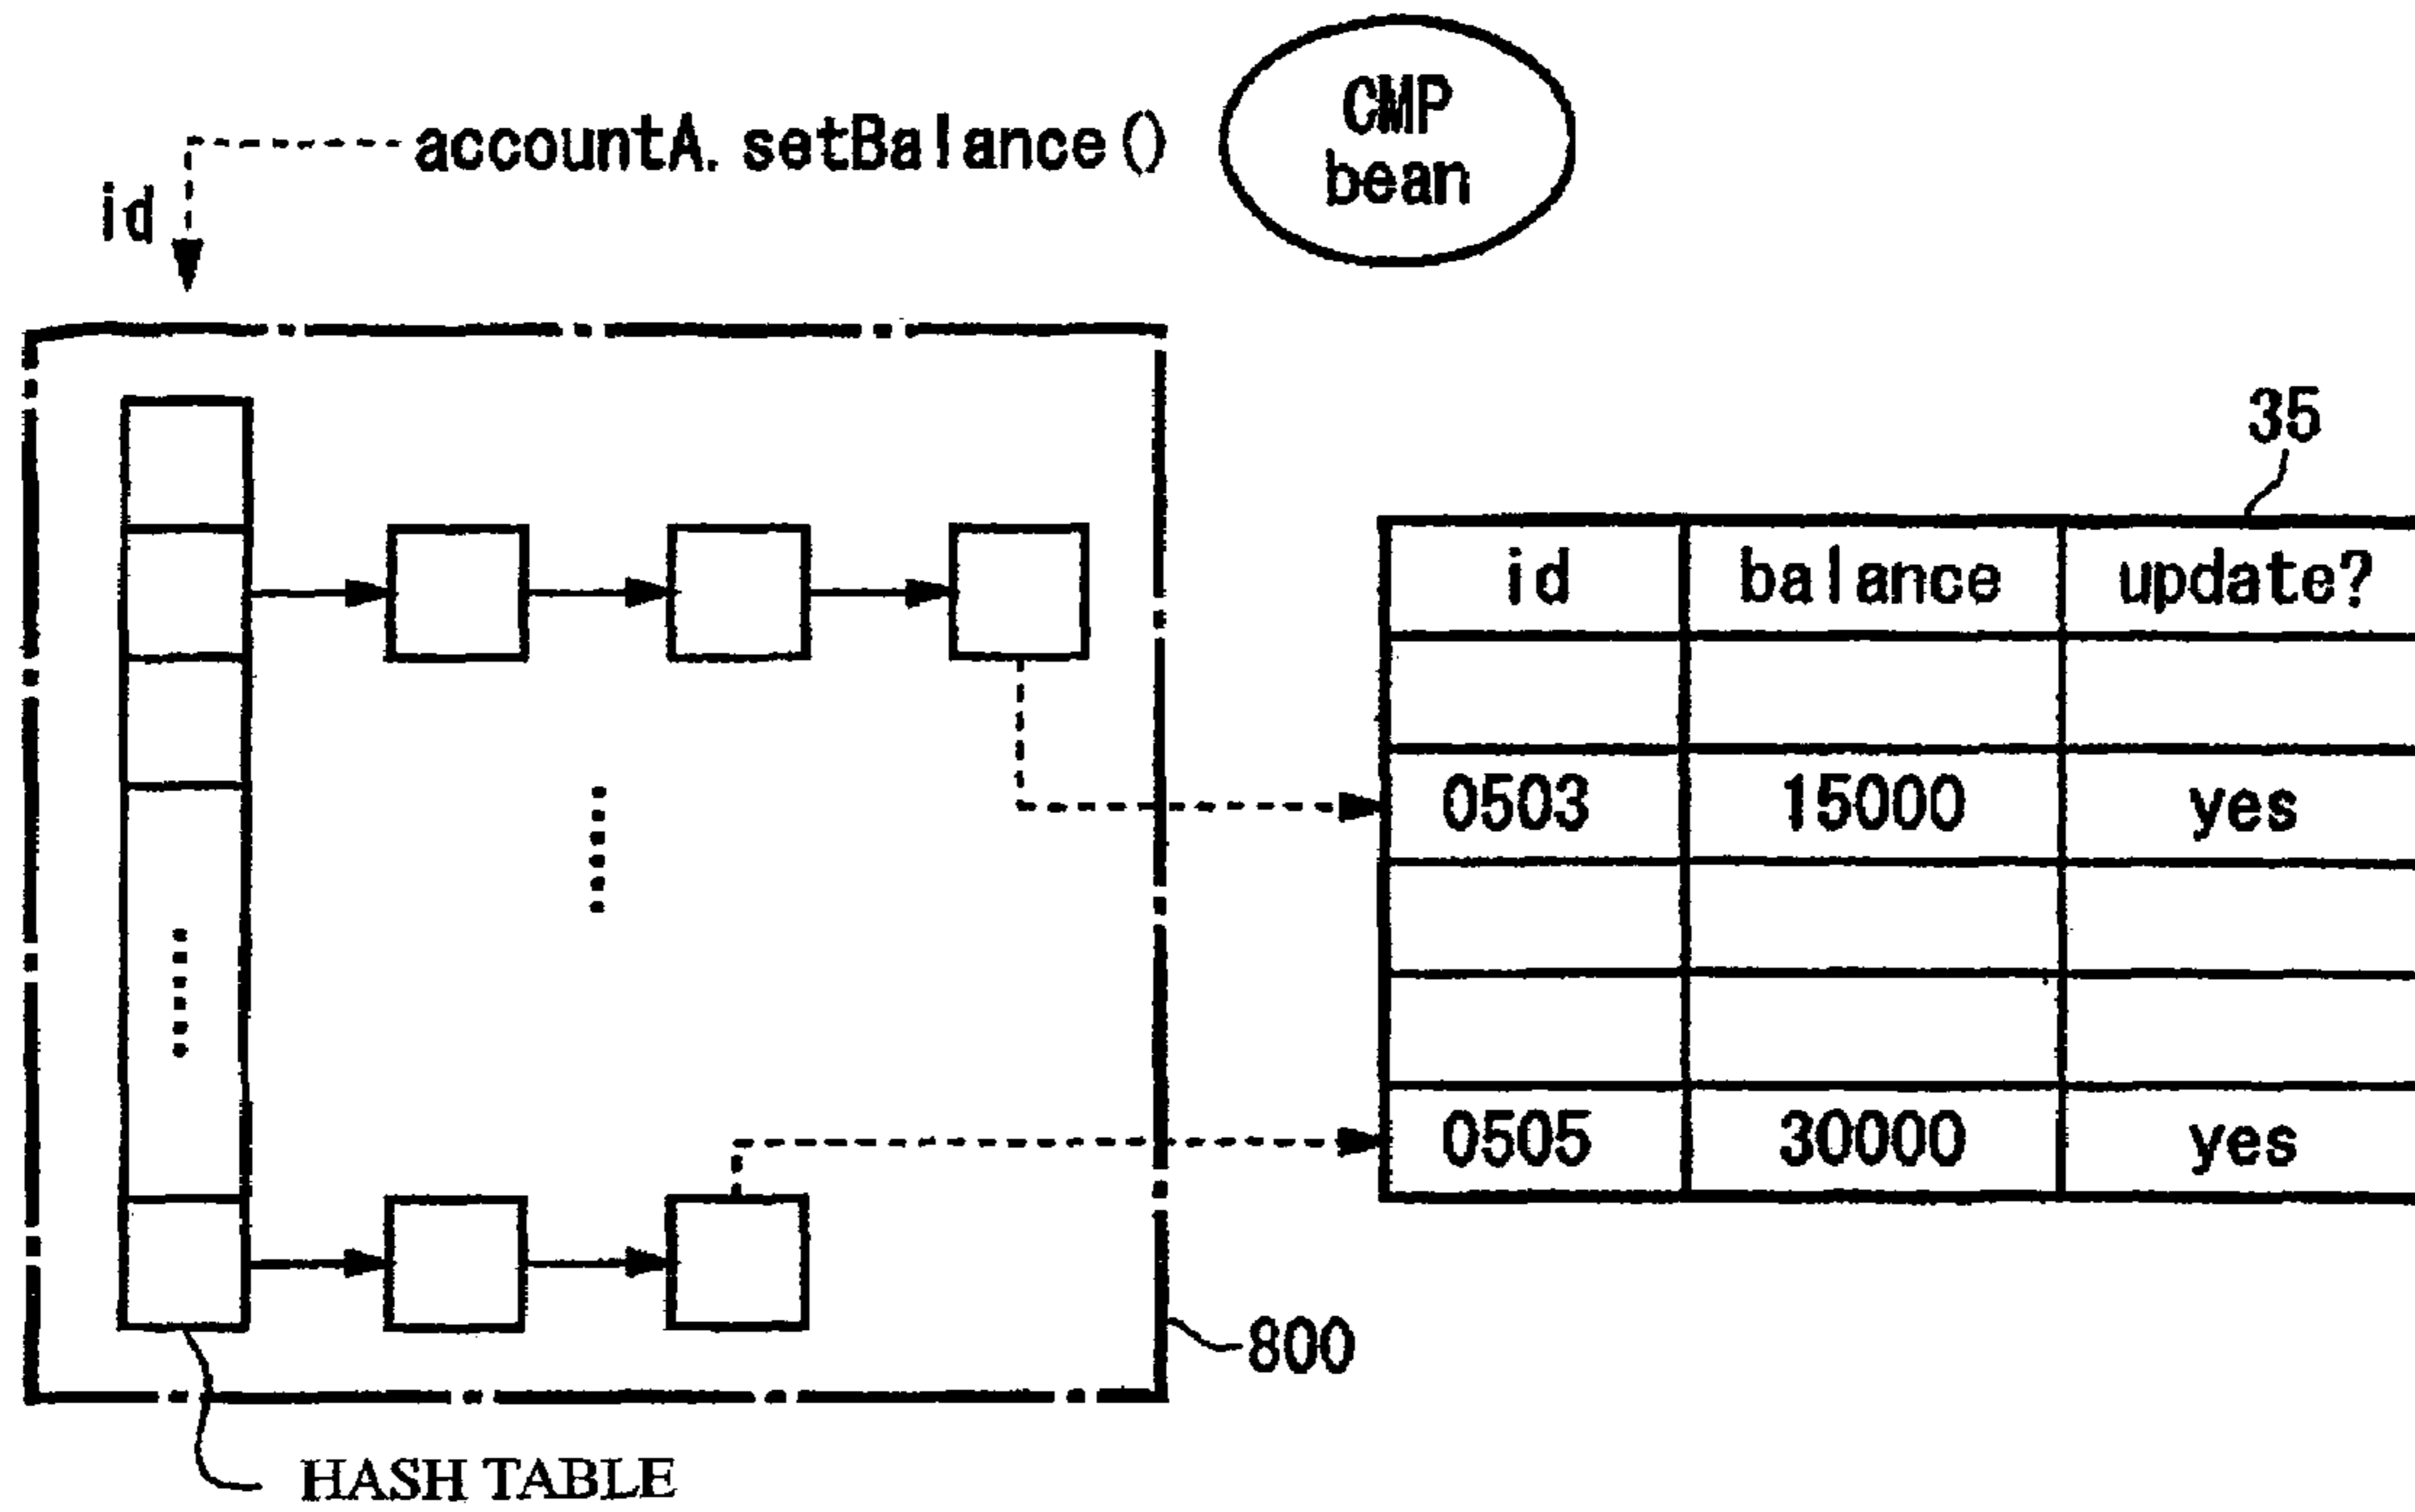 accountA. setBalance ()
CMP
bean
id
35
id balance update?
0503 15000 yes
0505 30000 yes
800
HASH TABLE